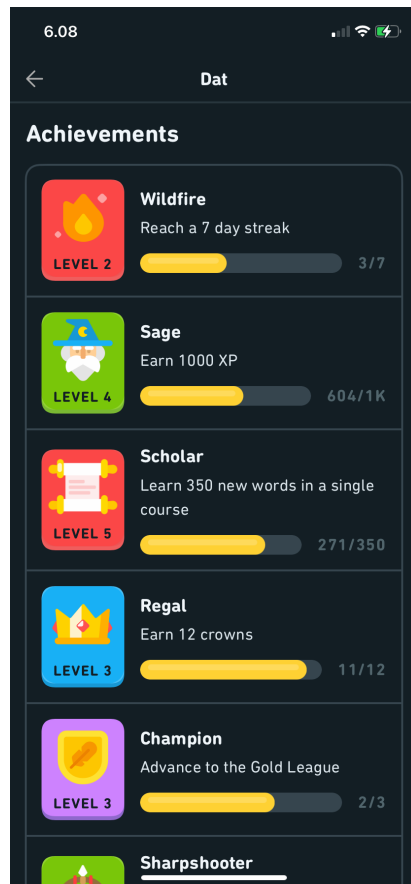 6.08
Dat
Achievements
Wildfire
Reach a 7 day streak
LEVEL 2
3/7
Sage
Earn 1000 XP
LEVEL 4
604/1K
Scholar
Learn 350 new words in a single
course
LEVEL 5
271/350
Regal
Earn 12 crowns
LEVEL 3
11/12
Champion
Advance to the Gold League
LEVEL 3
2/3
Sharpshooter